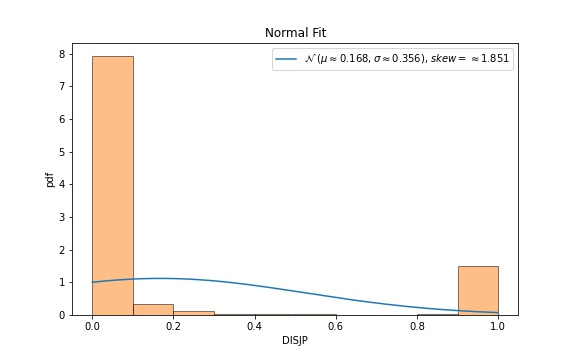 Normal Fit
𝒩 (μ ≈ 0.168, σ ≈ 0.356), skew = ≈ 1.851
8
7
6
5
4
3
2
1
0
pdf
0.0 0.2 0.4 0.6 0.8 1.0
DISJP